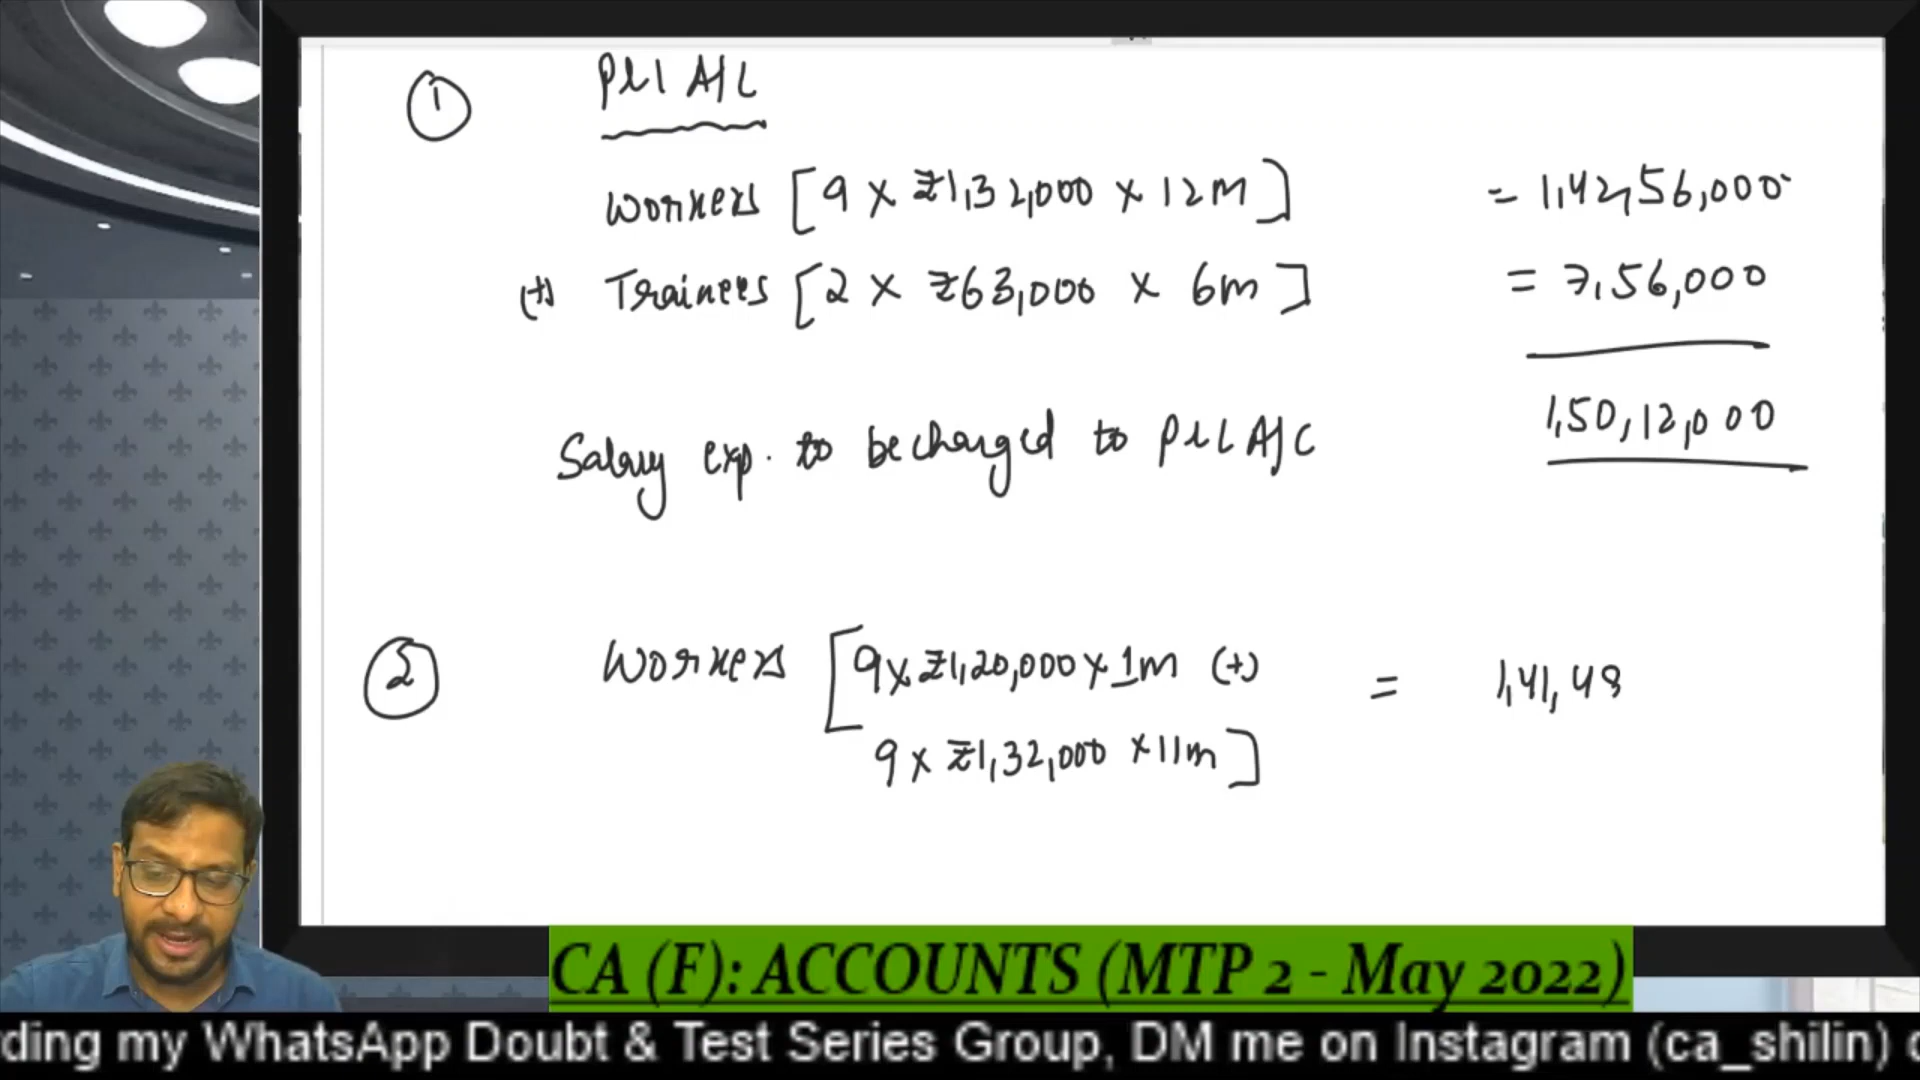 ① P&L A/C
Workers [9 x ₹1,32,000 x 12m] = 1,42,56,000
(+) Trainees [2 x ₹63,000 x 6m] = 7,56,000
1,50,12,000
Salary exp. to be charged to P&L A/C
② Workers [9 x ₹1,20,000 x 1m (+) = 1,41,48
9 x ₹1,32,000 x 11m]
CA (F): ACCOUNTS (MTP 2 - May 2022)
rding my WhatsApp Doubt & Test Series Group, DM me on Instagram (ca_shilin)